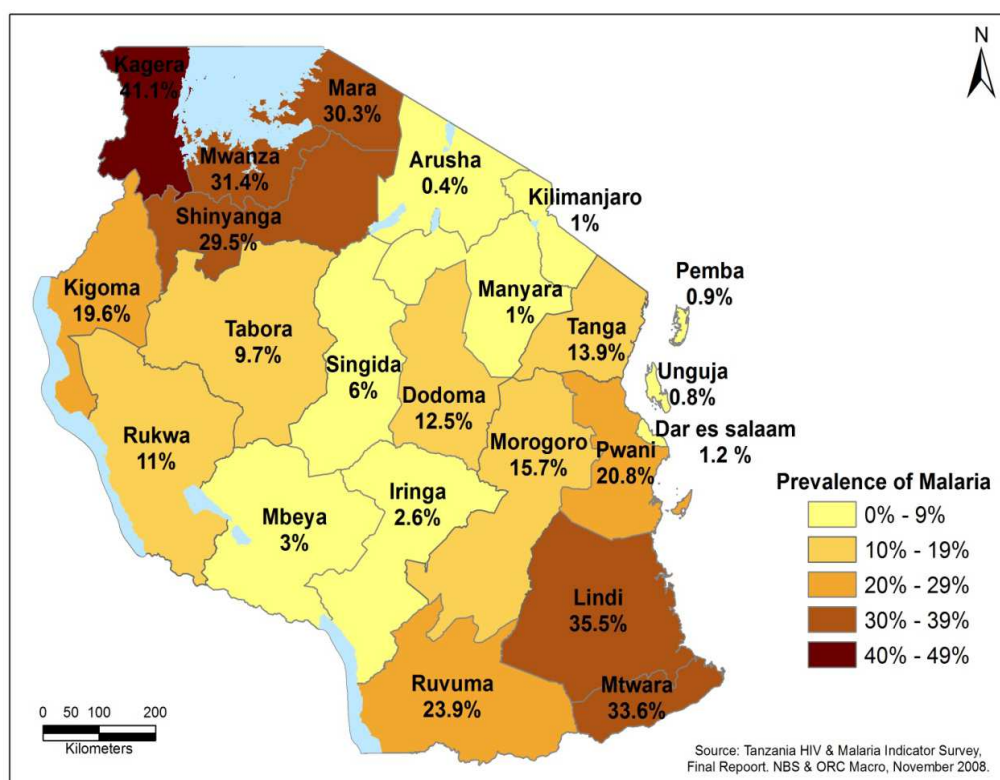 N
Kagera
41.1%
Mara
30.3%
Mwanza
31.4%
Arusha
0.4%
Kilimanjaro
1%
Shinyanga
29.5%
Kigoma
19.6%
Pemba
0.9%
Manyara
1%
Tanga
13.9%
Tabora
9.7%
Singida
6%
Unguja
0.8%
Dodoma
12.5%
Dar es salaam
1.2 %
Rukwa
11%
Morogoro
15.7%
Pwani
20.8%
Iringa
2.6%
Mbeya
3%
Prevalence of Malaria
0% - 9%
10% - 19%
20% - 29%
30% - 39%
40% - 49%
Lindi
35.5%
Ruvuma
23.9%
Mtwara
33.6%
0 50 100 200
Kilometers
Source: Tanzania HIV & Malaria Indicator Survey,
Final Repoort. NBS & ORC Macro, November 2008.